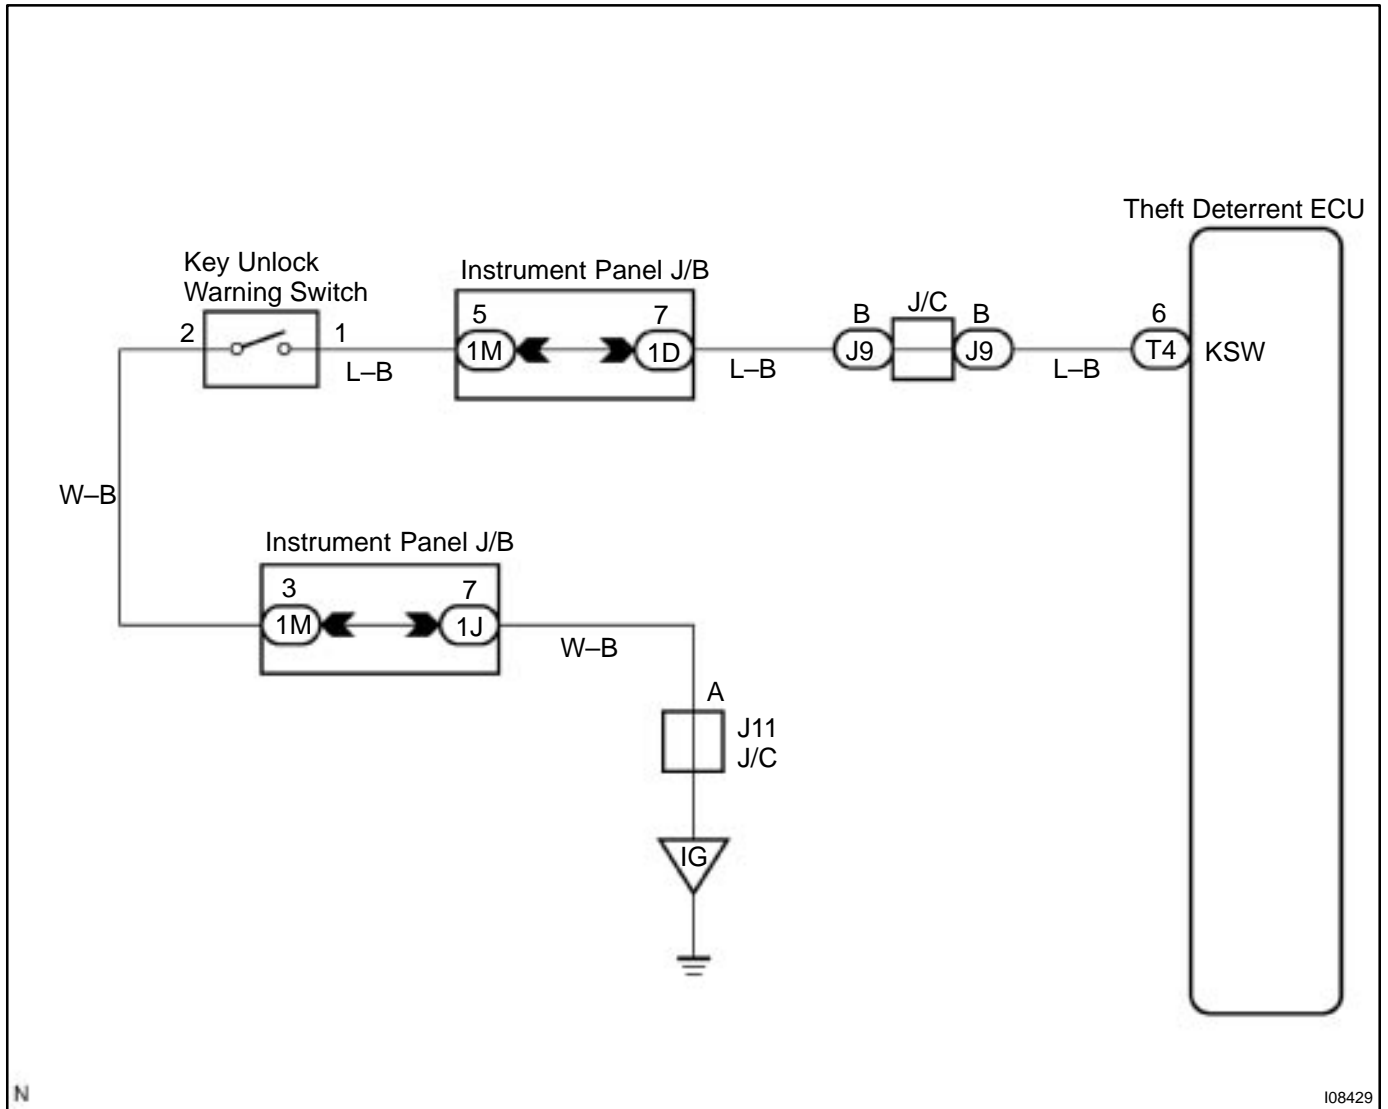 Theft Deterrent ECU
Key Unlock
Warning Switch
Instrument Panel J/B
2
1
5
7
B
J/C
B
6
1M
1D
J9
J9
T4
KSW
L–B
L–B
L–B
W–B
Instrument Panel J/B
3
7
1M
1J
W–B
A
J11
J/C
IG
N
I08429